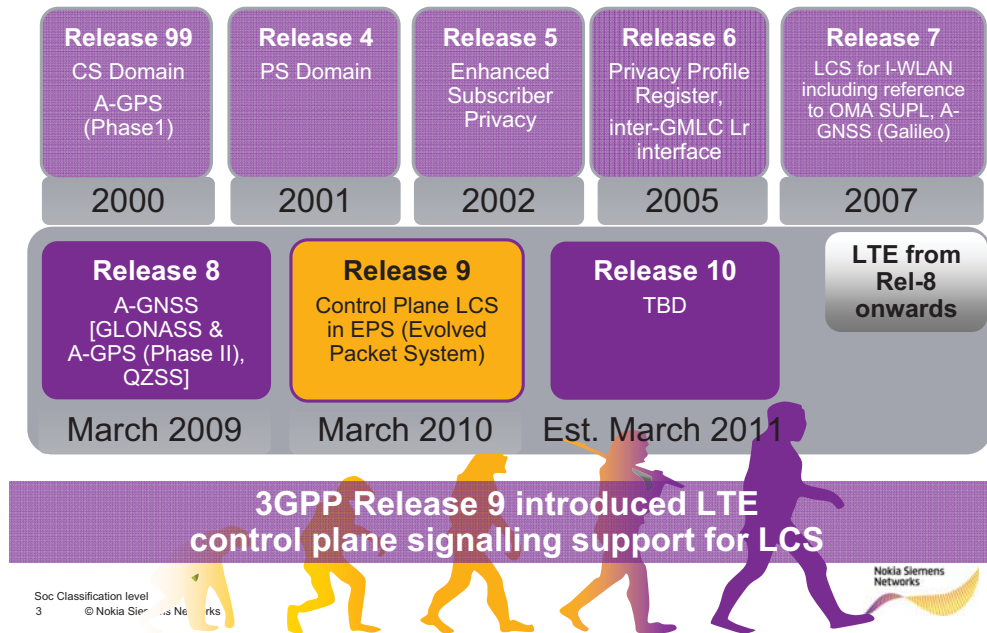 Release 99
CS Domain
A-GPS
(Phase1)
2000
Release 4
PS Domain
2001
Release 5
Enhanced
Subscriber
Privacy
2002
Release 6
Privacy Profile
Register,
inter-GMLC Lr
interface
2005
Release 7
LCS for I-WLAN
including reference
to OMA SUPL, A-
GNSS (Galileo)
2007
Release 8
A-GNSS
[GLONASS &
A-GPS (Phase II),
QZSS]
March 2009
Release 9
Control Plane LCS
in EPS (Evolved
Packet System)
March 2010
Release 10
TBD
Est. March 2011
LTE from
Rel-8
onwards
3GPP Release 9 introduced LTE
control plane signalling support for LCS
Soc Classification level
3 © Nokia Siemens Networks
Nokia Siemens
Networks